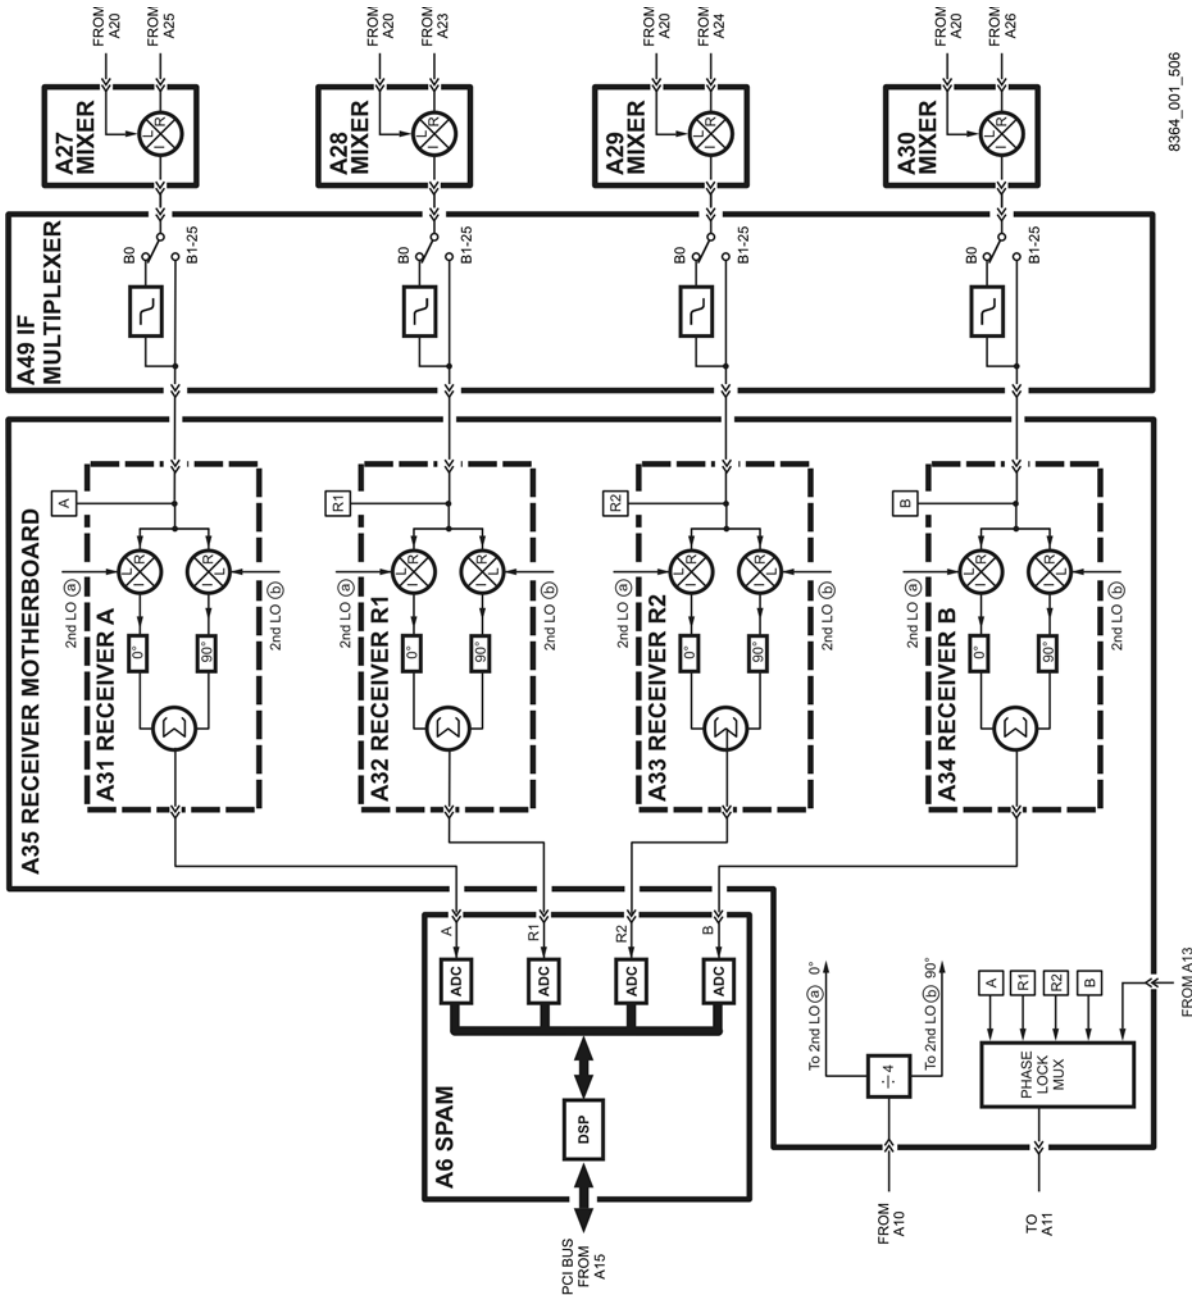 FROM
A20
FROM
A25
FROM
A20
FROM
A23
FROM
A20
FROM
A24
FROM
A20
FROM
A26
A27
MIXER
L
R
I
A28
MIXER
L
R
I
A29
MIXER
L
R
I
A30
MIXER
L
R
I
8364_001_506
A49 IF
MULTIPLEXER
B0
B1-25
B0
B1-25
B0
B1-25
B0
B1-25
A35 RECEIVER MOTHERBOARD
A31 RECEIVER A
A
2nd LO a
L
R
I
L
R
I
2nd LO b
0°
90°
Σ
A32 RECEIVER R1
R1
2nd LO a
L
R
I
L
R
I
2nd LO b
0°
90°
Σ
A33 RECEIVER R2
R2
2nd LO a
L
R
I
L
R
I
2nd LO b
0°
90°
Σ
A34 RECEIVER B
B
2nd LO a
L
R
I
L
R
I
2nd LO b
0°
90°
Σ
A6 SPAM
A
R1
R2
B
ADC
ADC
ADC
ADC
DSP
PCI BUS
FROM
A15
To 2nd LO a 0°
To 2nd LO b 90°
÷4
FROM
A10
A
R1
R2
B
PHASE
LOCK
MUX
FROM A13
TO
A11